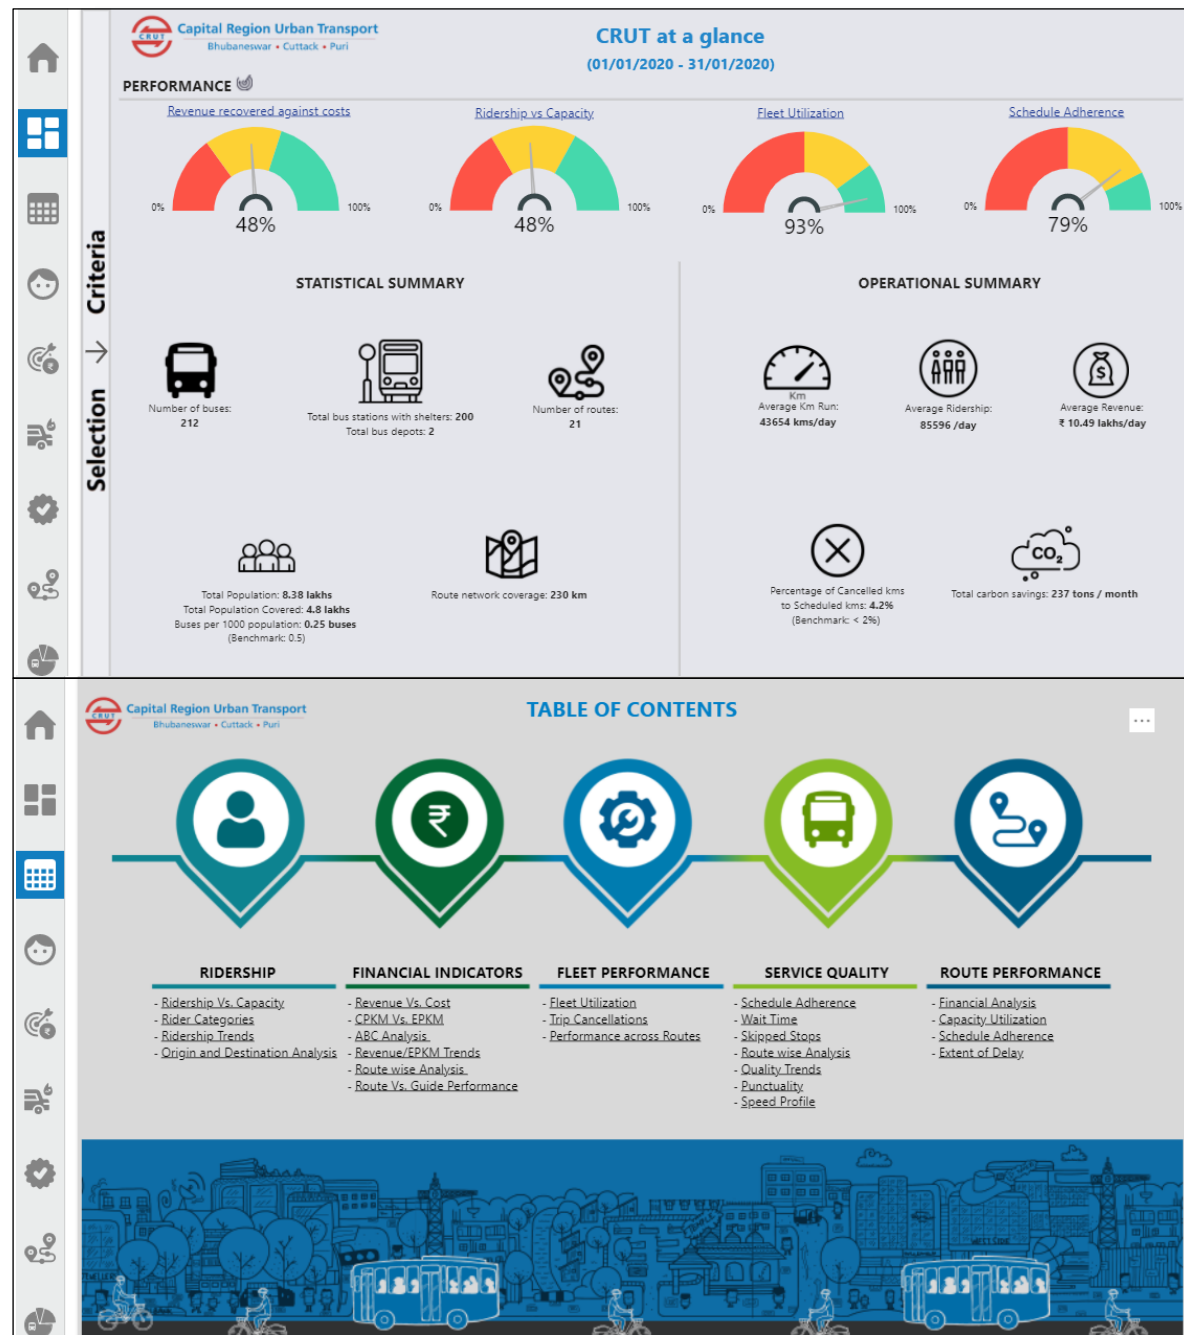 CRUT
Capital Region Urban Transport
Bhubaneswar • Cuttack • Puri
CRUT at a glance
(01/01/2020 - 31/01/2020)
PERFORMANCE
Revenue recovered against costs
Ridership vs Capacity
Fleet Utilization
Schedule Adherence
0%
100%
48%
0%
100%
48%
0%
100%
93%
0%
100%
79%
Selection → Criteria
STATISTICAL SUMMARY
Number of buses:
212
Total bus stations with shelters: 200
Total bus depots: 2
Number of routes:
21
Total Population: 8.38 lakhs
Total Population Covered: 4.8 lakhs
Buses per 1000 population: 0.25 buses
(Benchmark: 0.5)
Route network coverage: 230 km
OPERATIONAL SUMMARY
Km
Average Km Run:
43654 kms/day
Average Ridership:
85596 /day
$
Average Revenue:
₹ 10.49 lakhs/day
Percentage of Cancelled kms
to Scheduled kms: 4.2%
(Benchmark: < 2%)
CO2
Total carbon savings: 237 tons / month
CRUT
Capital Region Urban Transport
Bhubaneswar • Cuttack • Puri
TABLE OF CONTENTS
...
₹
RIDERSHIP
- Ridership Vs. Capacity
- Rider Categories
- Ridership Trends
- Origin and Destination Analysis
FINANCIAL INDICATORS
- Revenue Vs. Cost
- CPKM Vs. EPKM
- ABC Analysis
- Revenue/EPKM Trends
- Route wise Analysis
- Route Vs. Guide Performance
FLEET PERFORMANCE
- Fleet Utilization
- Trip Cancellations
- Performance across Routes
SERVICE QUALITY
- Schedule Adherence
- Wait Time
- Skipped Stops
- Route wise Analysis
- Quality Trends
- Punctuality
- Speed Profile
ROUTE PERFORMANCE
- Financial Analysis
- Capacity Utilization
- Schedule Adherence
- Extent of Delay
WESTSIDE